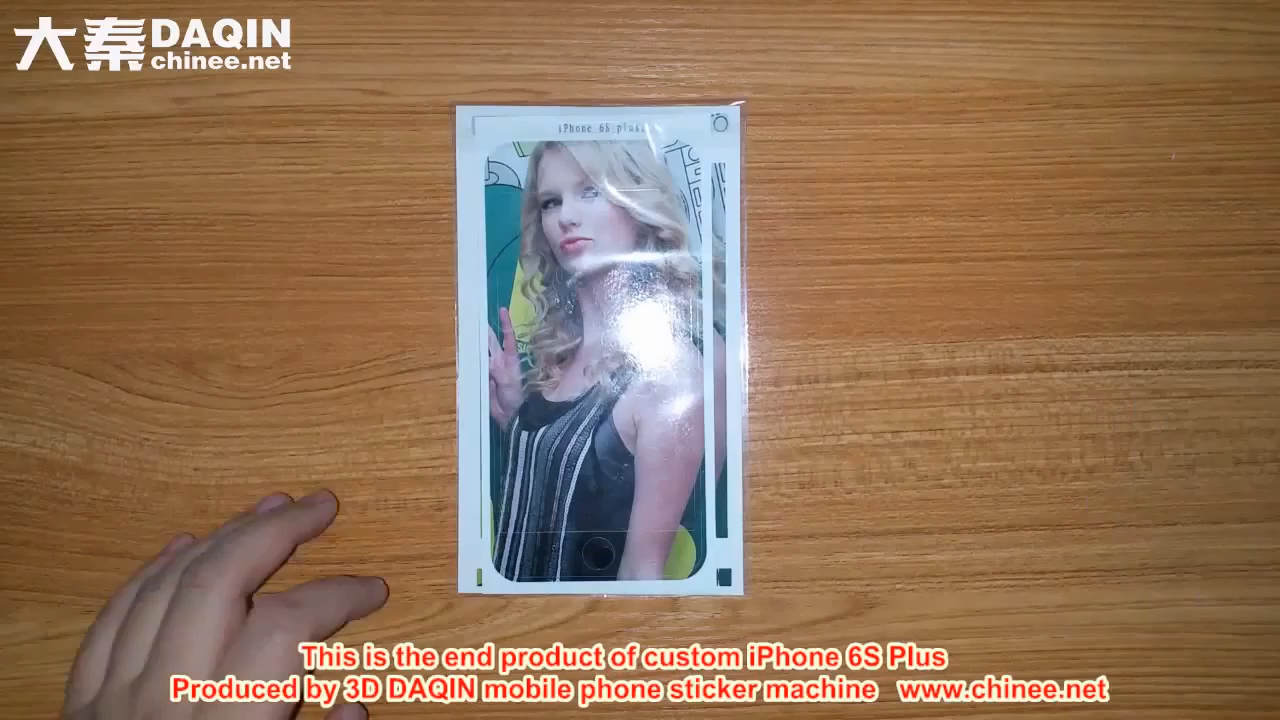 大秦 DAQIN
chinee.net
iPhone 6S plus
This is the end product of custom iPhone 6S Plus
Produced by 3D DAQIN mobile phone sticker machine www.chinee.net